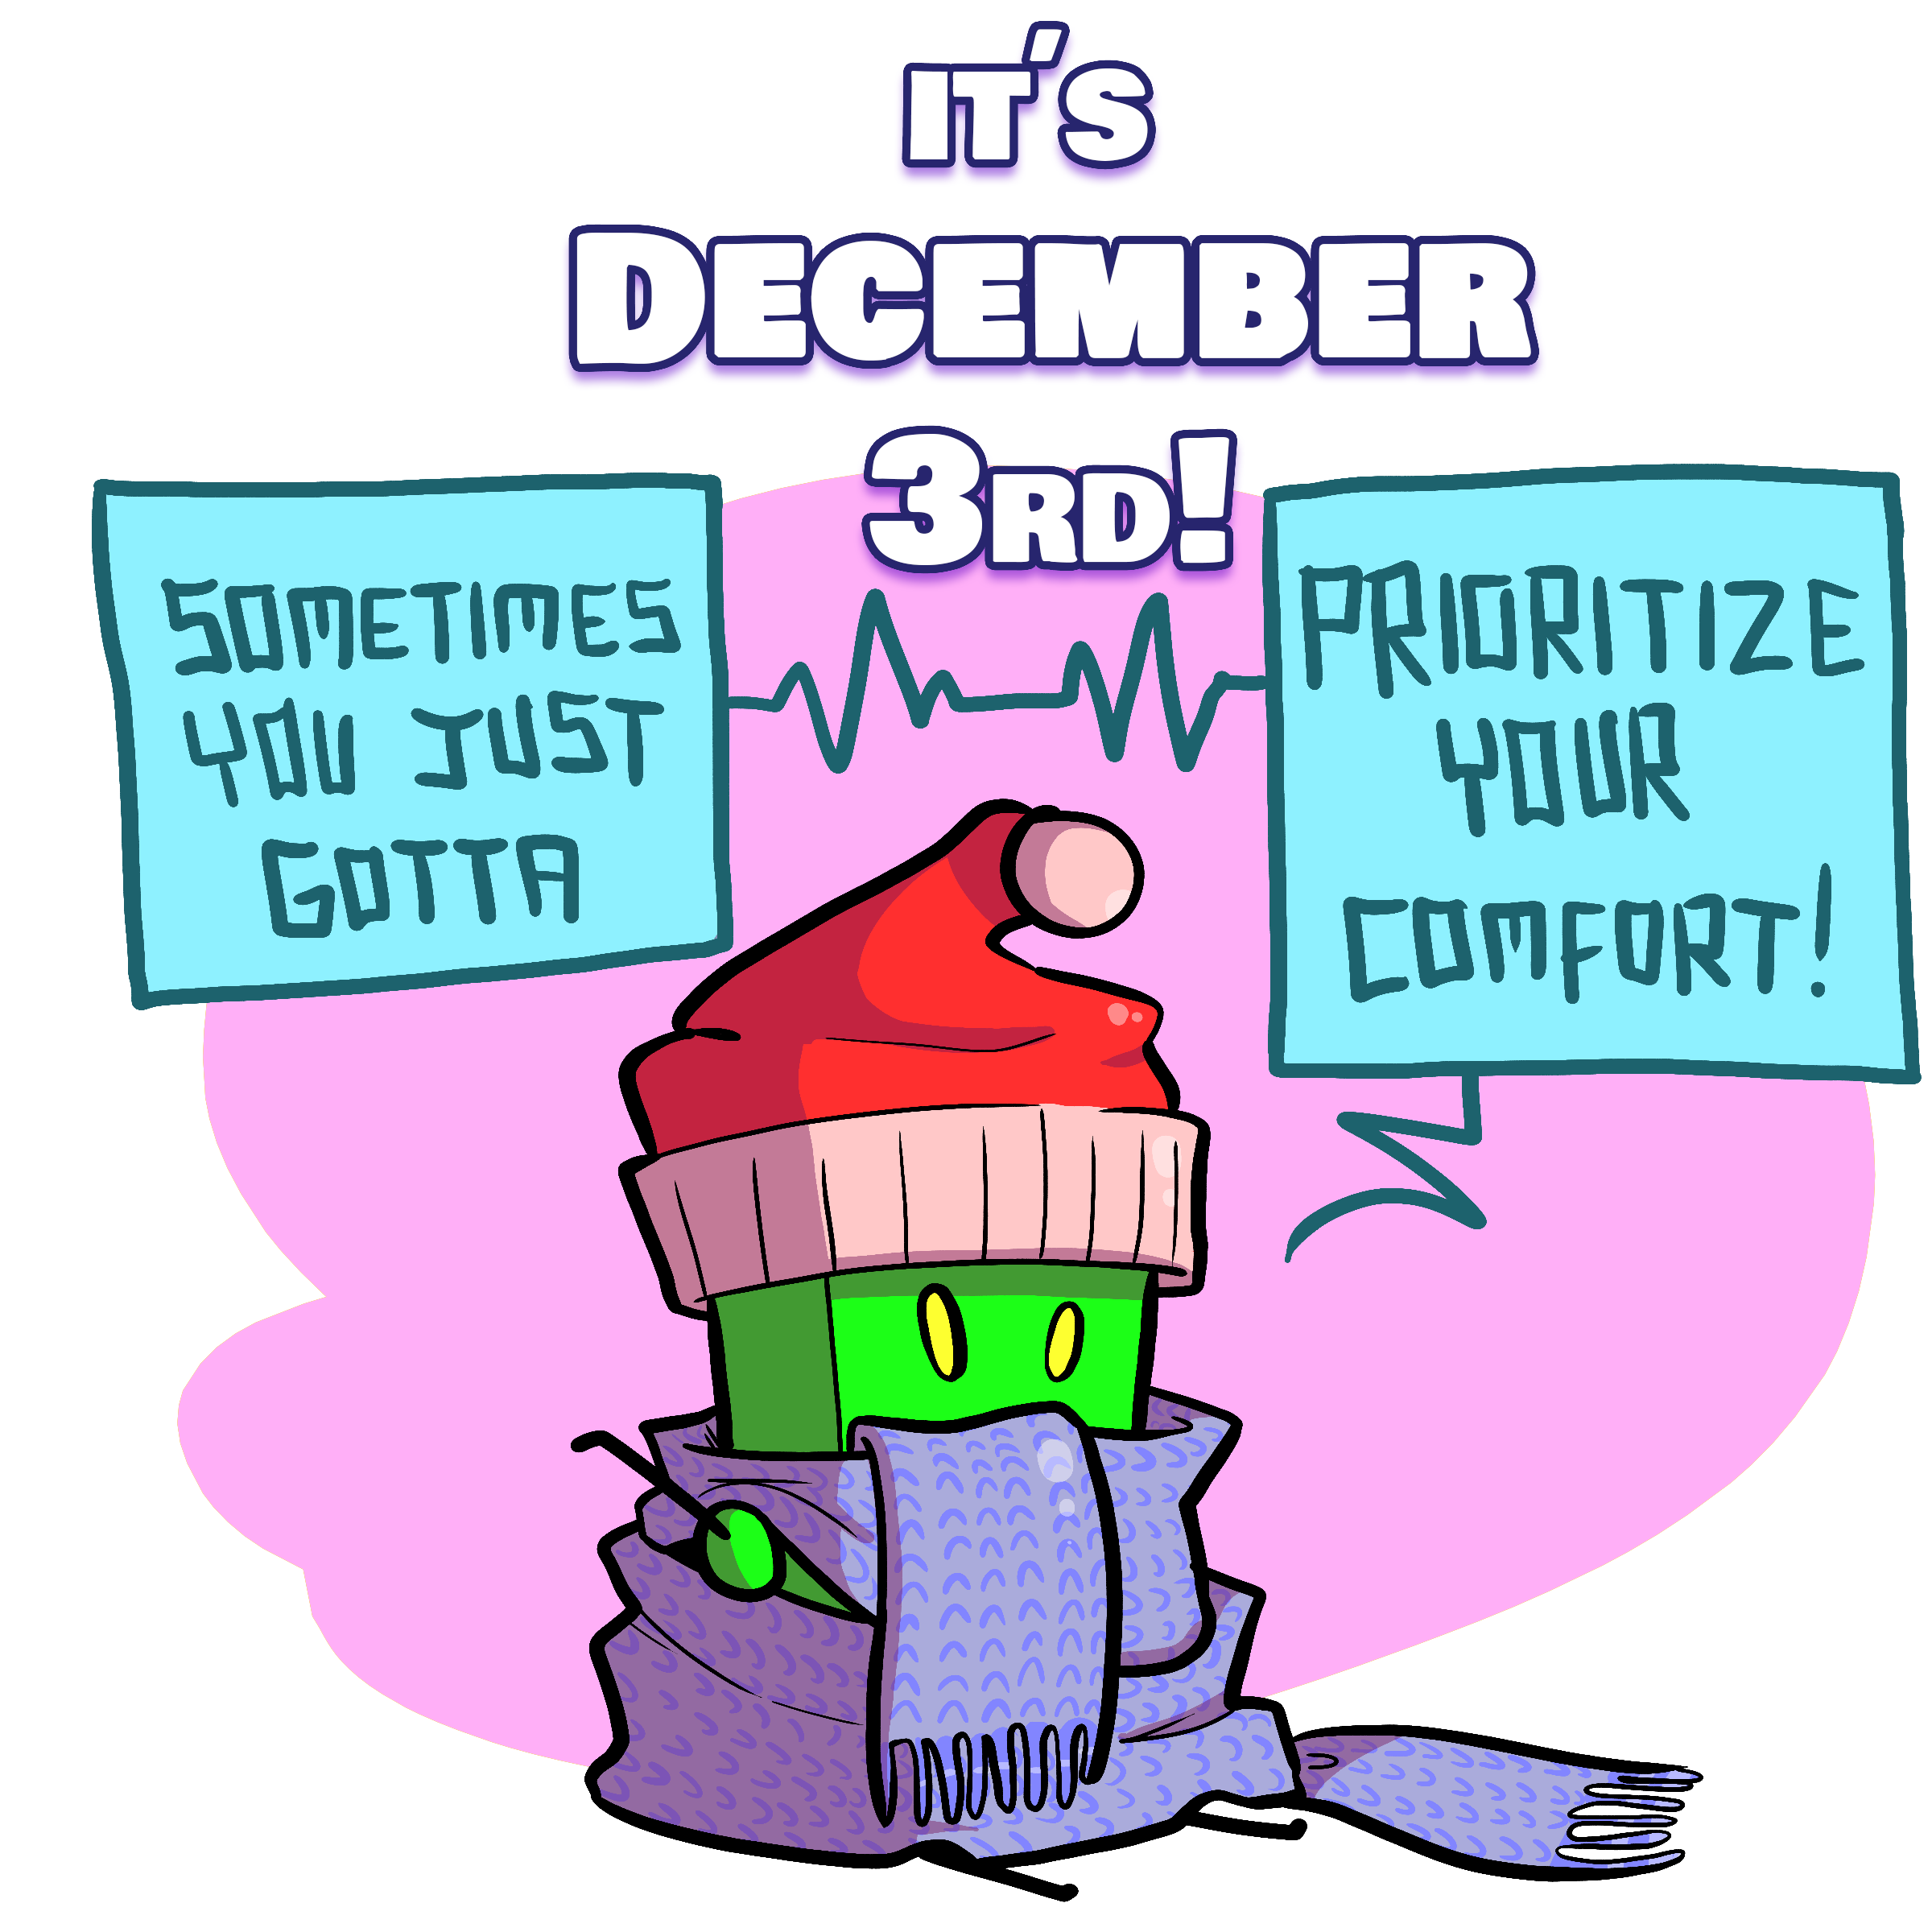 IT'S
DECEMBER
3RD!
SOMETIMES
YOU JUST
GOTTA
PRIORITIZE
YOUR
COMFORT!